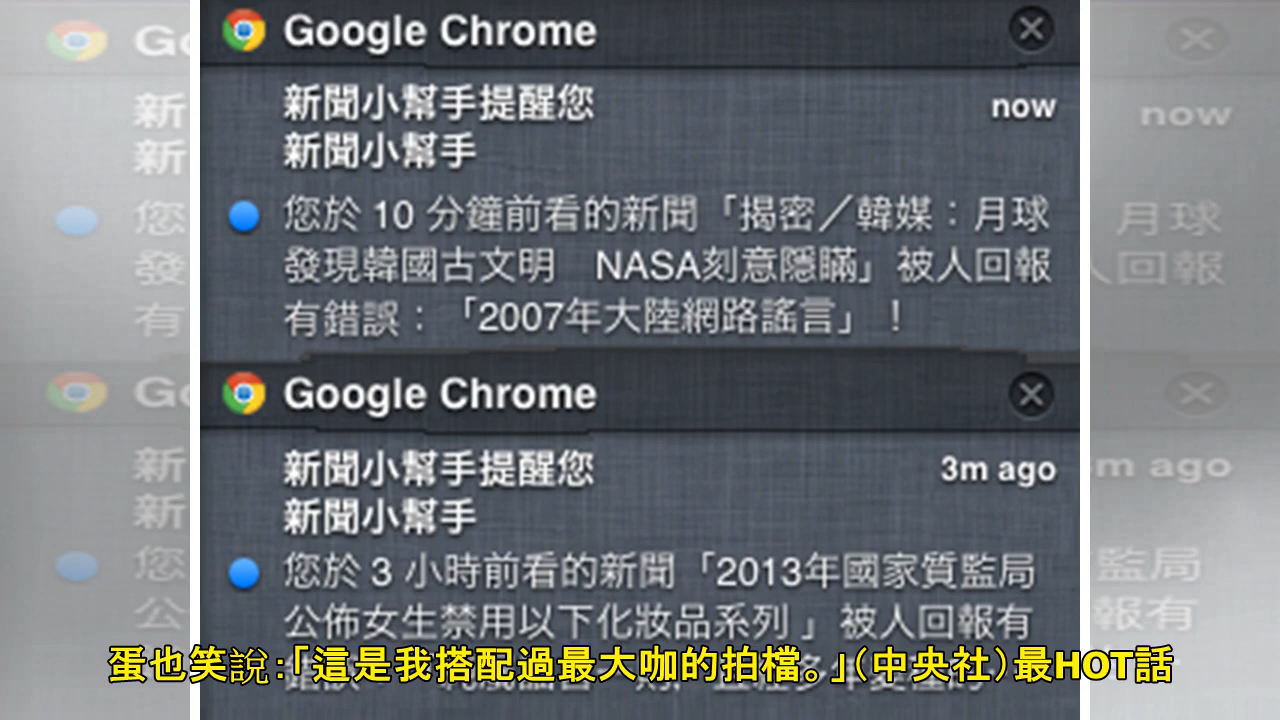 Google Chrome
新聞小幫手提醒您
now
新聞小幫手
您於 10 分鐘前看的新聞「揭密／韓媒：月球
發現韓國古文明　NASA刻意隱瞞」被人回報
有錯誤：「2007年大陸網路謠言」！
Google Chrome
新聞小幫手提醒您
3m ago
新聞小幫手
您於 3 小時前看的新聞「2013年國家質監局
公佈女生禁用以下化妝品系列 」被人回報有
蛋也笑說:「這是我搭配過最大咖的拍檔。」(中央社)最HOT話